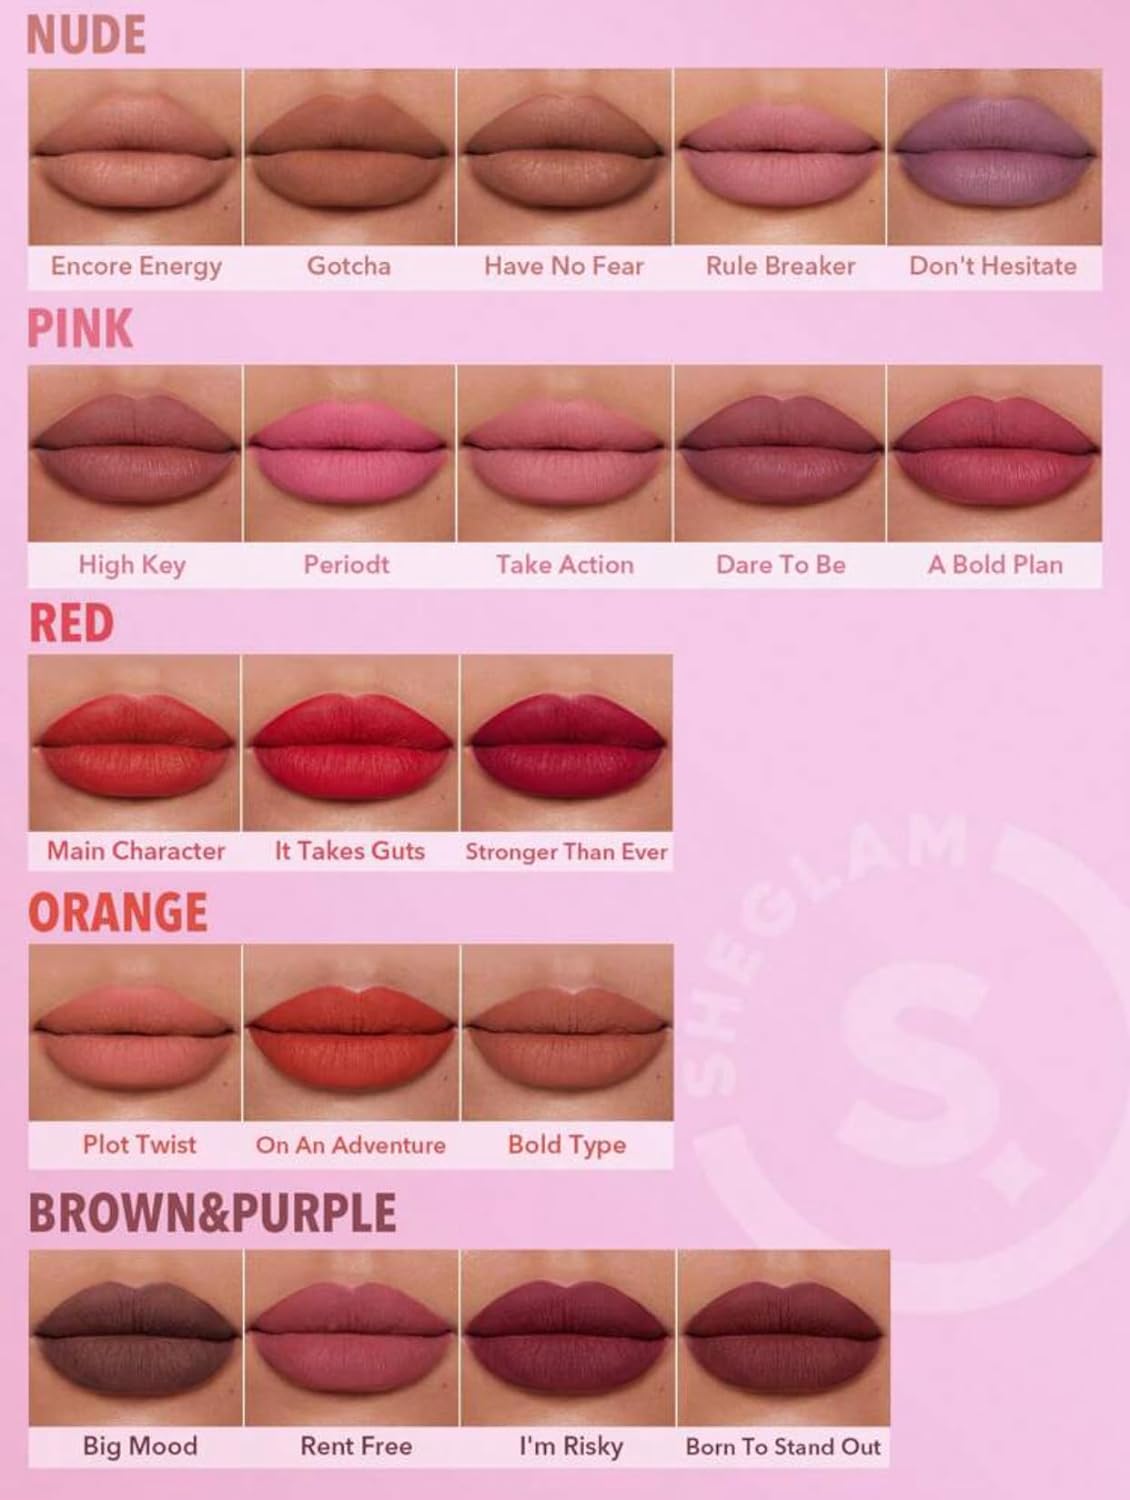 NUDE
Encore Energy
Gotcha
Have No Fear
Rule Breaker
Don't Hesitate
PINK
High Key
Periodt
Take Action
Dare To Be
A Bold Plan
RED
Main Character
It Takes Guts
Stronger Than Ever
ORANGE
Plot Twist
On An Adventure
Bold Type
SHEGLAM
S
BROWN&PURPLE
Big Mood
Rent Free
I'm Risky
Born To Stand Out